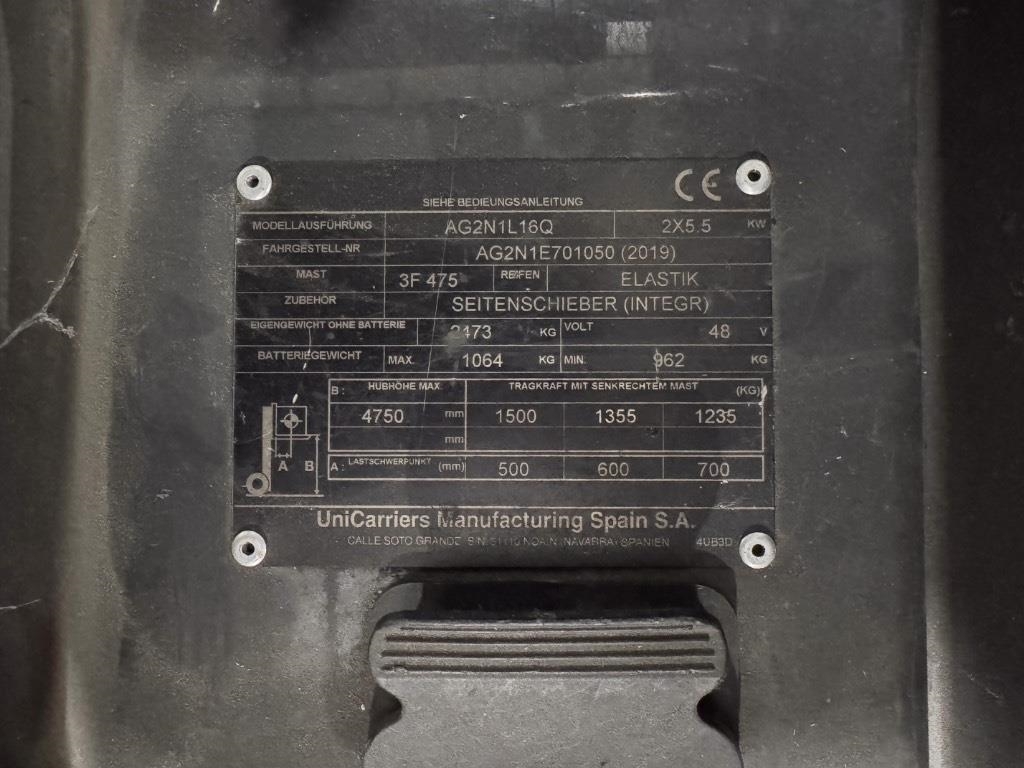 CE
SIEHE BEDIEUNGSANLEITUNG
MODELLAUSFÜHRUNG AG2N1L16Q 2X5.5 KW
FAHRGESTELL-NR AG2N1E701050 (2019)
MAST 3F 475 REIFEN ELASTIK
ZUBEHÖR SEITENSCHIEBER (INTEGR)
EIGENGEWICHT OHNE BATTERIE KG VOLT 48 V
BATTERIEGEWICHT MAX. 1064 KG MIN. 962 KG
B : HUBHÖHE MAX. TRAGKRAFT MIT SENKRECHTEM MAST (KG)
4750 mm 1500 1355 1235
mm
A : LASTSCHWERPUNKT (mm) 500 600 700
A B
UniCarriers Manufacturing Spain S.A.
CALLE SOTO GRANDE, S/N, 31110 NOAIN (NAVARRA) SPANIEN